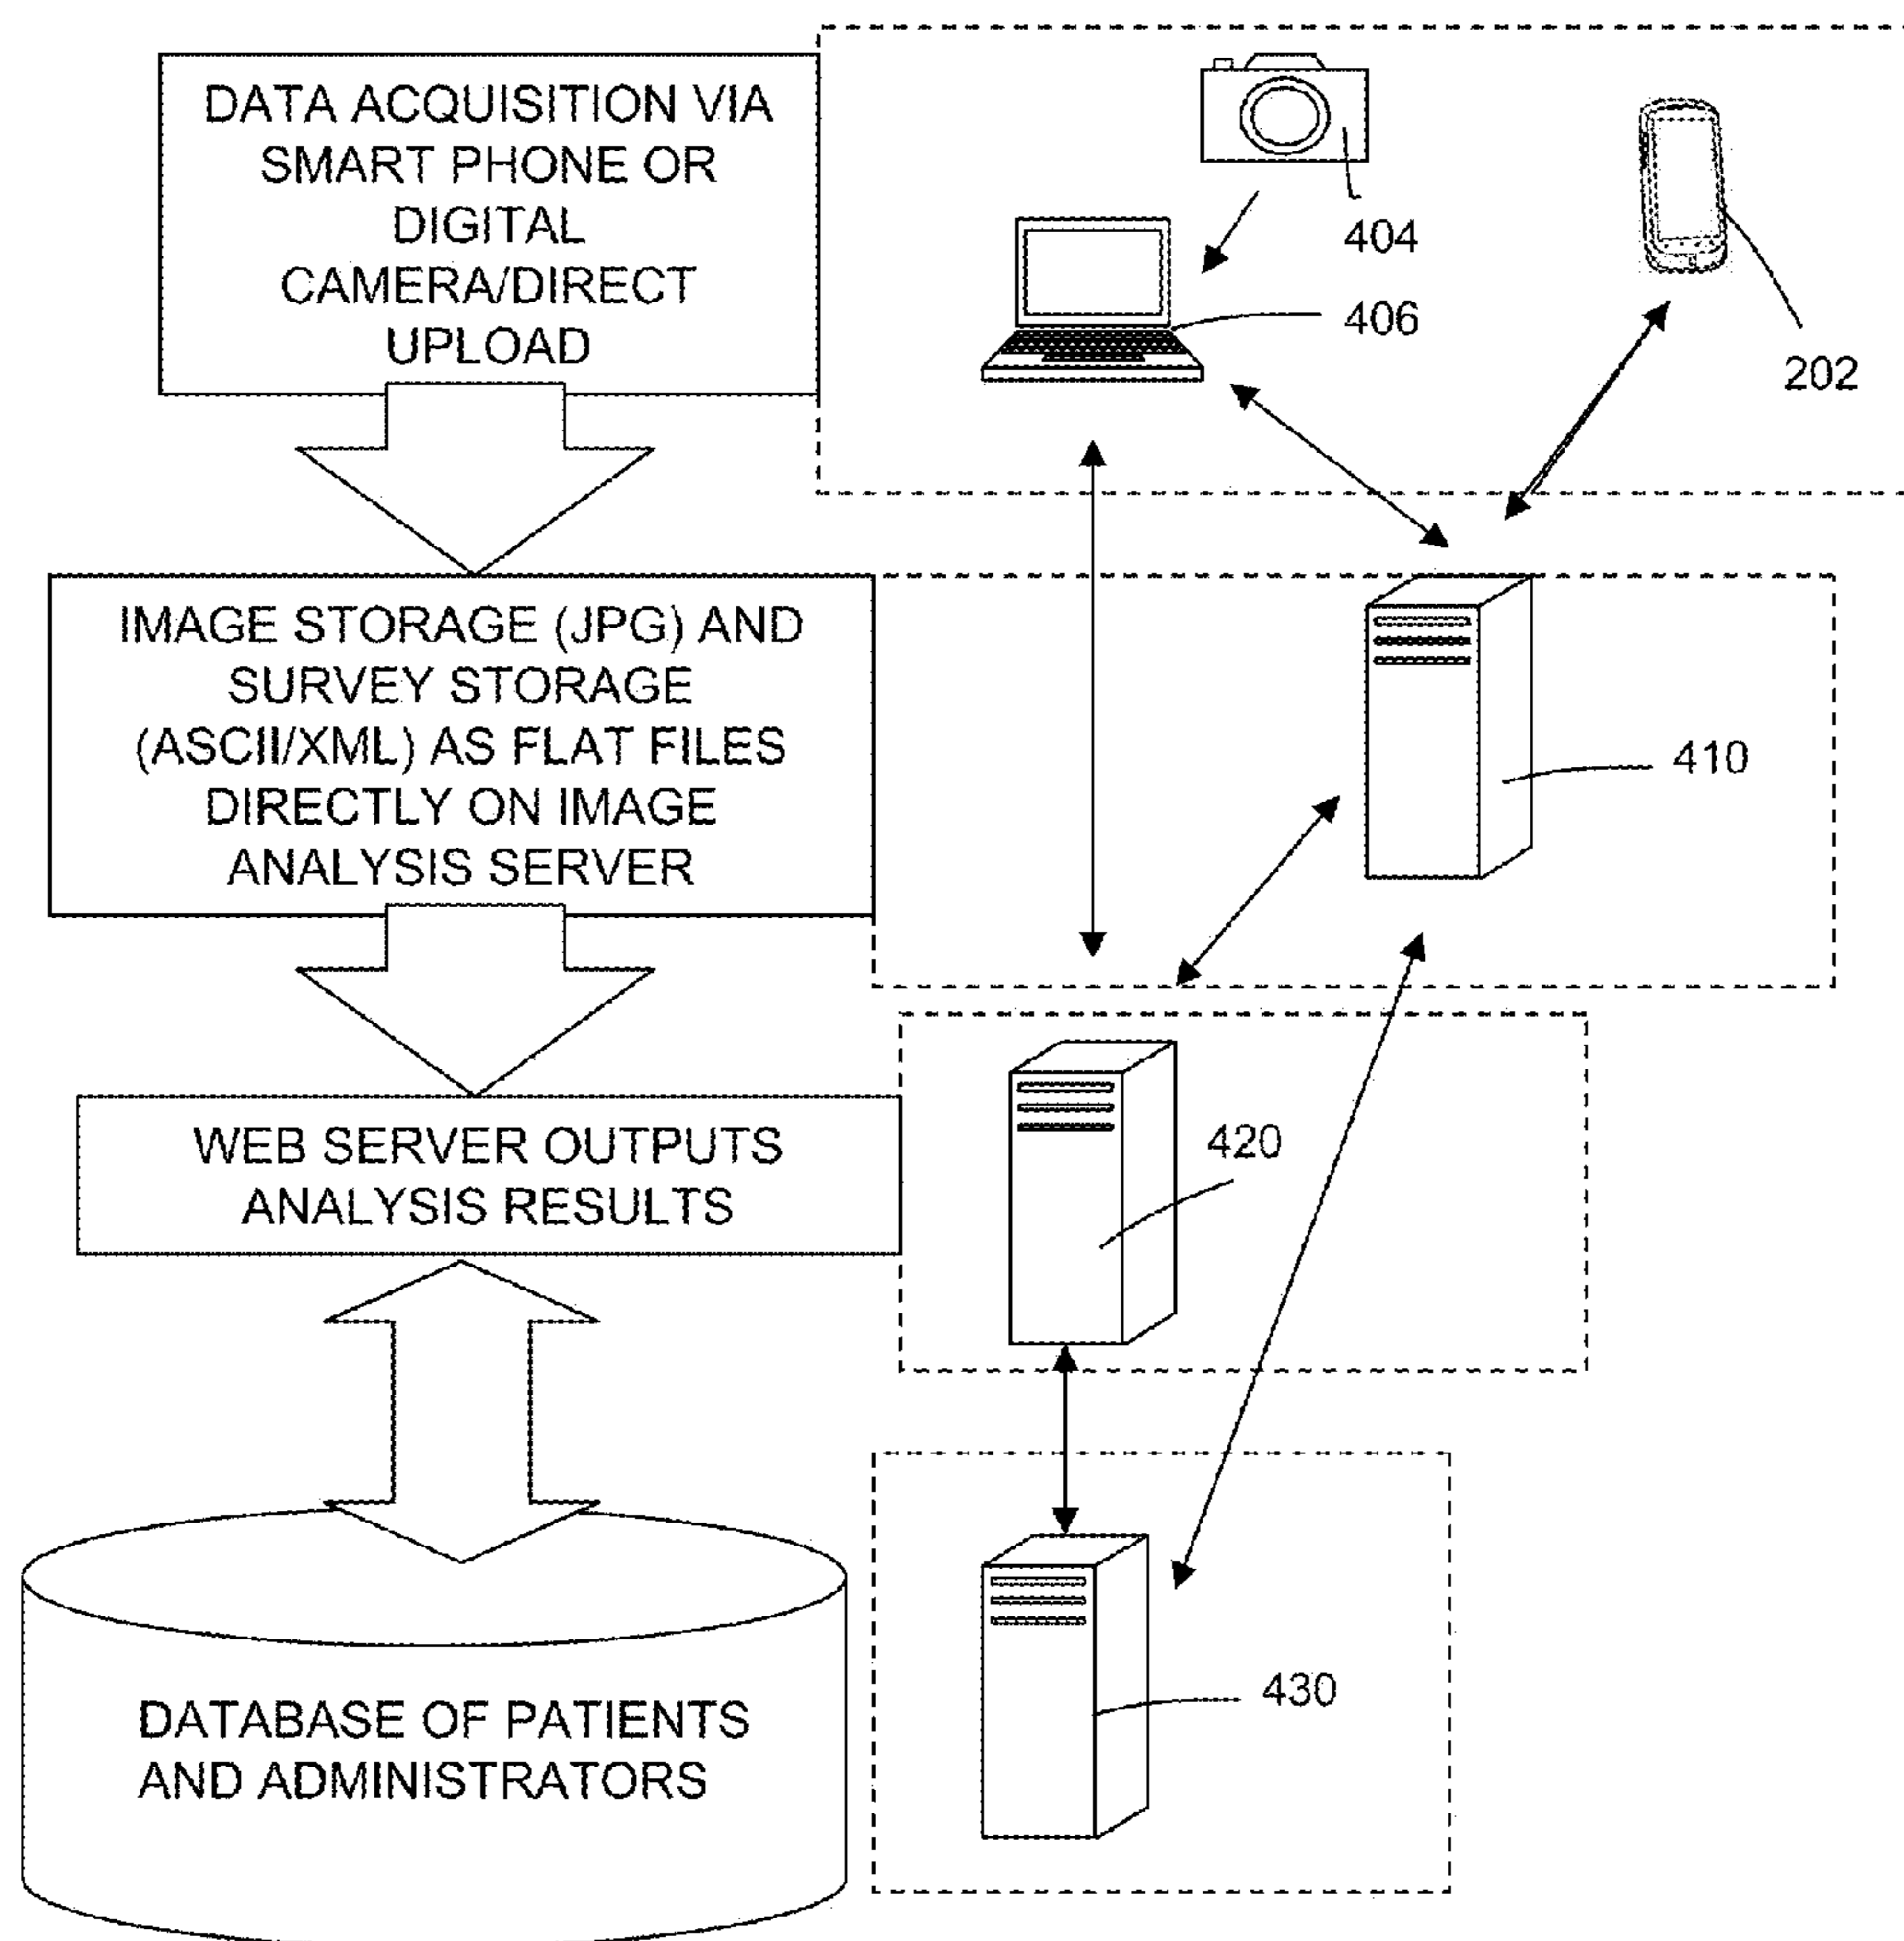 DATA ACQUISITION VIA
SMART PHONE OR
DIGITAL
CAMERA/DIRECT
UPLOAD
404
406
202
IMAGE STORAGE (JPG) AND
SURVEY STORAGE
(ASCII/XML) AS FLAT FILES
DIRECTLY ON IMAGE
ANALYSIS SERVER
410
WEB SERVER OUTPUTS
ANALYSIS RESULTS
420
DATABASE OF PATIENTS
AND ADMINISTRATORS
430